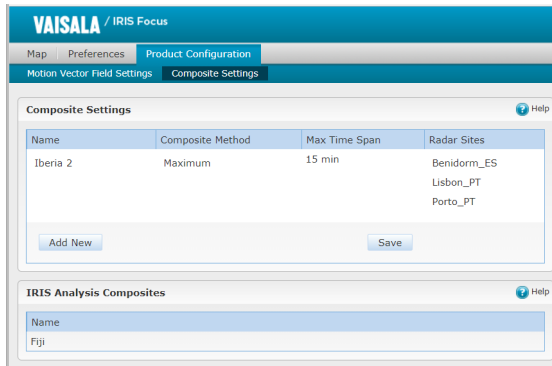 VAISALA / IRIS Focus
Map Preferences Product Configuration
Motion Vector Field Settings Composite Settings
Composite Settings ? Help
Name Composite Method Max Time Span Radar Sites
Iberia 2 Maximum 15 min Benidorm_ES
Lisbon_PT
Porto_PT
Add New Save
IRIS Analysis Composites ? Help
Name
Fiji